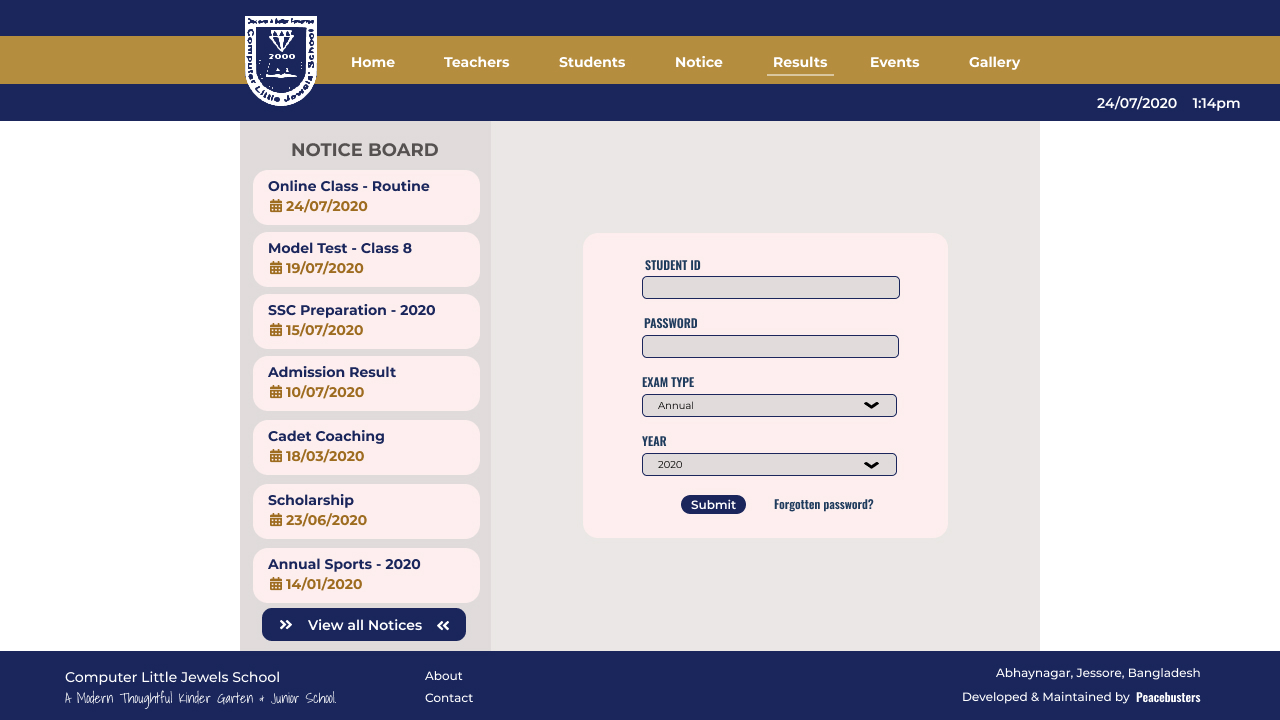 2000
Computer Little Jewels' School
Home Teachers Students Notice Results Events Gallery
24/07/2020 1:14pm
NOTICE BOARD
Online Class - Routine
24/07/2020
Model Test - Class 8
19/07/2020
SSC Preparation - 2020
15/07/2020
Admission Result
10/07/2020
Cadet Coaching
18/03/2020
Scholarship
23/06/2020
Annual Sports - 2020
14/01/2020
View all Notices
STUDENT ID
PASSWORD
EXAM TYPE
Annual
YEAR
2020
Submit Forgotten password?
Computer Little Jewels School
A Modern Thoughtful Kinder Garten & Junior School.
About
Contact
Abhaynagar, Jessore, Bangladesh
Developed & Maintained by Peacebusters